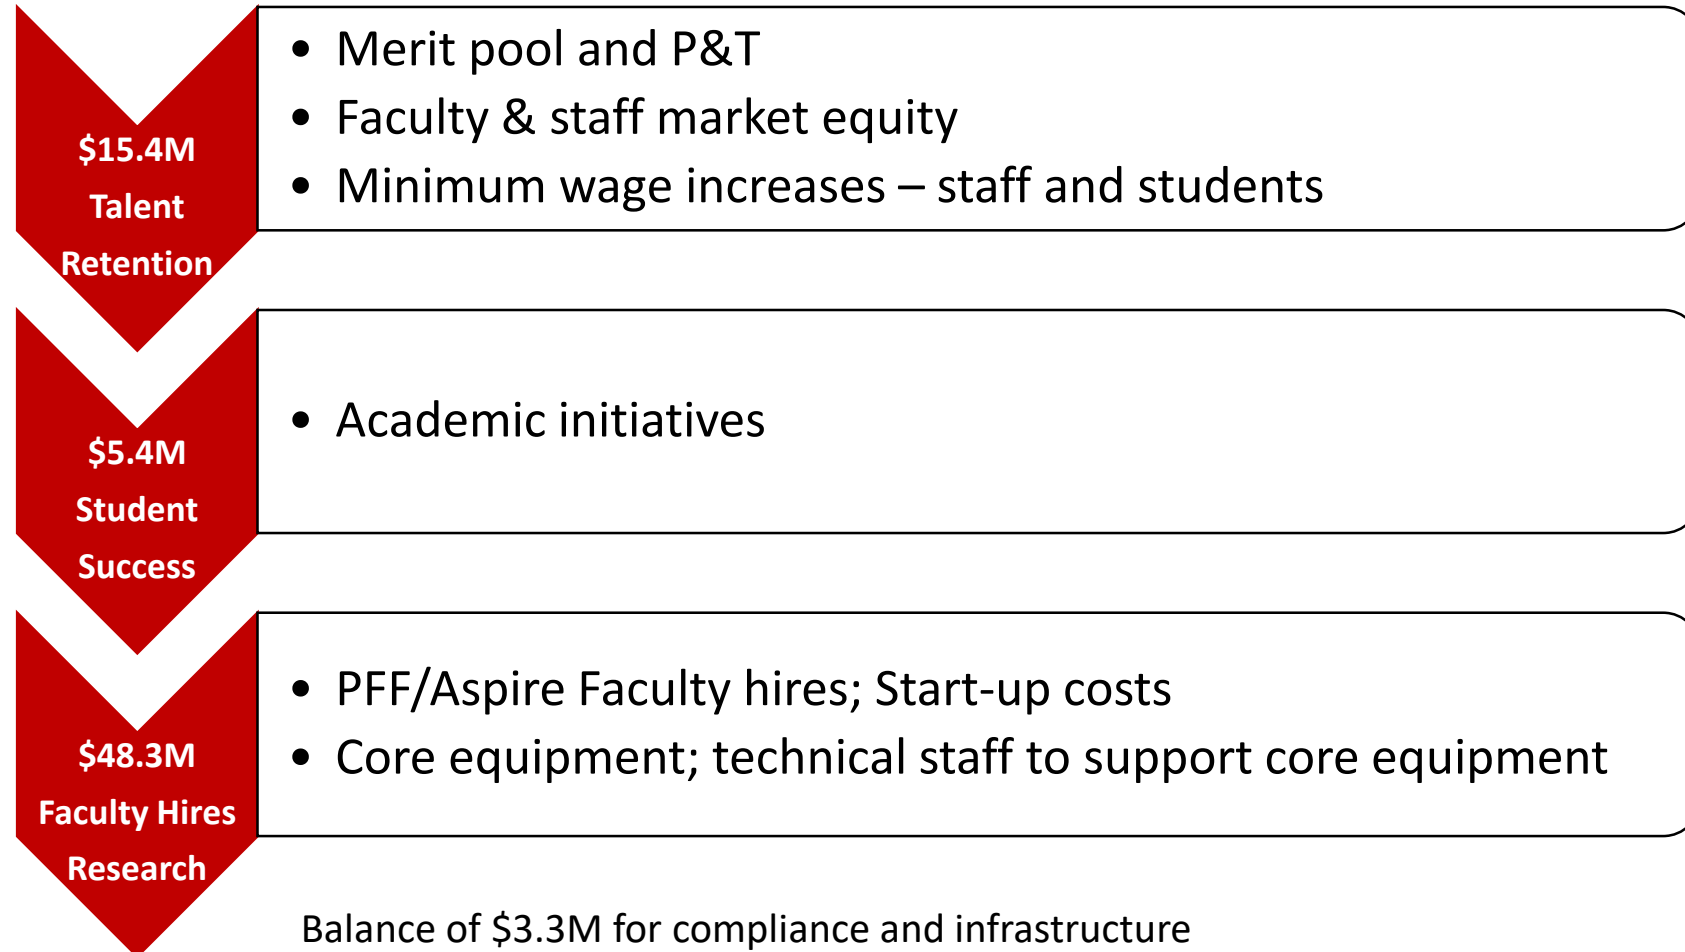 $15.4M
Talent
Retention
• Merit pool and P&T
• Faculty & staff market equity
• Minimum wage increases – staff and students
$5.4M
Student
Success
• Academic initiatives
$48.3M
Faculty Hires
Research
• PFF/Aspire Faculty hires; Start-up costs
• Core equipment; technical staff to support core equipment
Balance of $3.3M for compliance and infrastructure